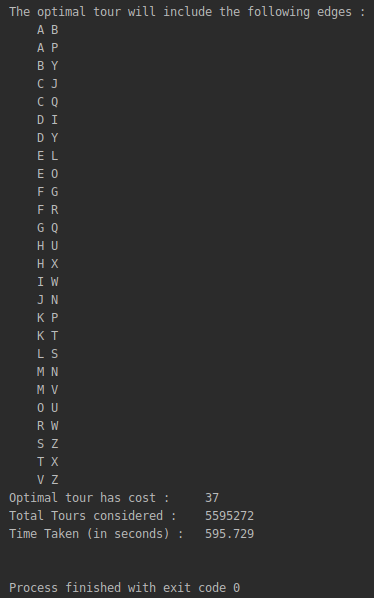 The optimal tour will include the following edges :
A B
A P
B Y
C J
C Q
D I
D Y
E L
E O
F G
F R
G Q
H U
H X
I W
J N
K P
K T
L S
M N
M V
O U
R W
S Z
T X
V Z
Optimal tour has cost : 37
Total Tours considered : 5595272
Time Taken (in seconds) : 595.729
Process finished with exit code 0